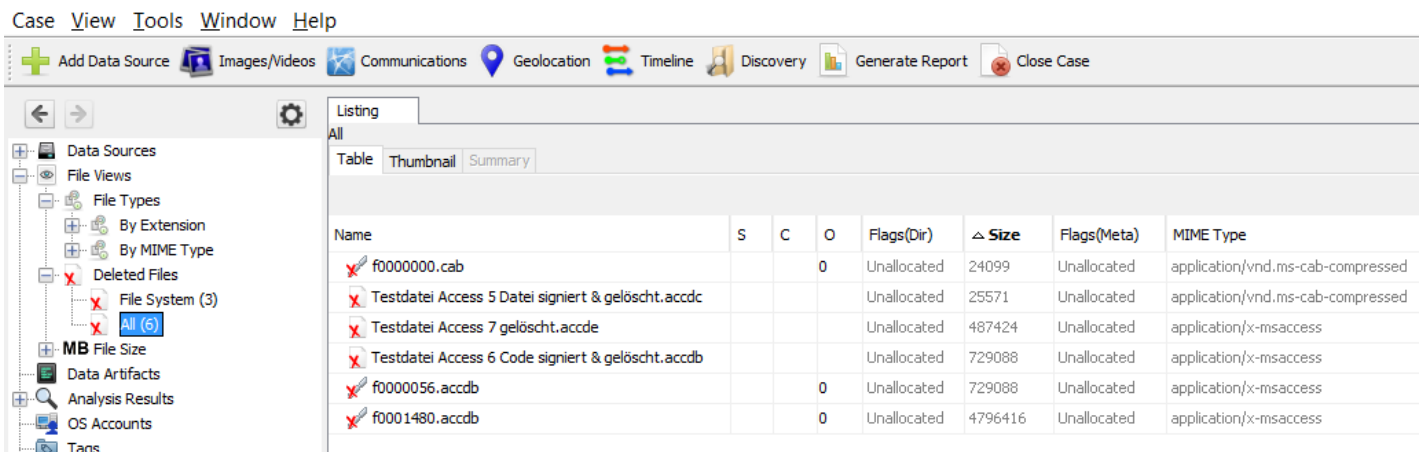 Case View Tools Window Help
Add Data Source Images/Videos Communications Geolocation Timeline Discovery Generate Report Close Case
Listing
All
Data Sources
Table Thumbnail Summary
File Views
File Types
By Extension
Name S C O Flags(Dir) Size Flags(Meta) MIME Type
By MIME Type
f0000000.cab 0 Unallocated 24099 Unallocated application/vnd.ms-cab-compressed
Deleted Files
File System (3)
Testdatei Access 5 Datei signiert & gelöscht.accdc Unallocated 25571 Unallocated application/vnd.ms-cab-compressed
All (6)
Testdatei Access 7 gelöscht.accde Unallocated 487424 Unallocated application/x-msaccess
MB File Size
Testdatei Access 6 Code signiert & gelöscht.accdb Unallocated 729088 Unallocated application/x-msaccess
Data Artifacts
f0000056.accdb 0 Unallocated 729088 Unallocated application/x-msaccess
Analysis Results
f0001480.accdb 0 Unallocated 4796416 Unallocated application/x-msaccess
OS Accounts
Tags